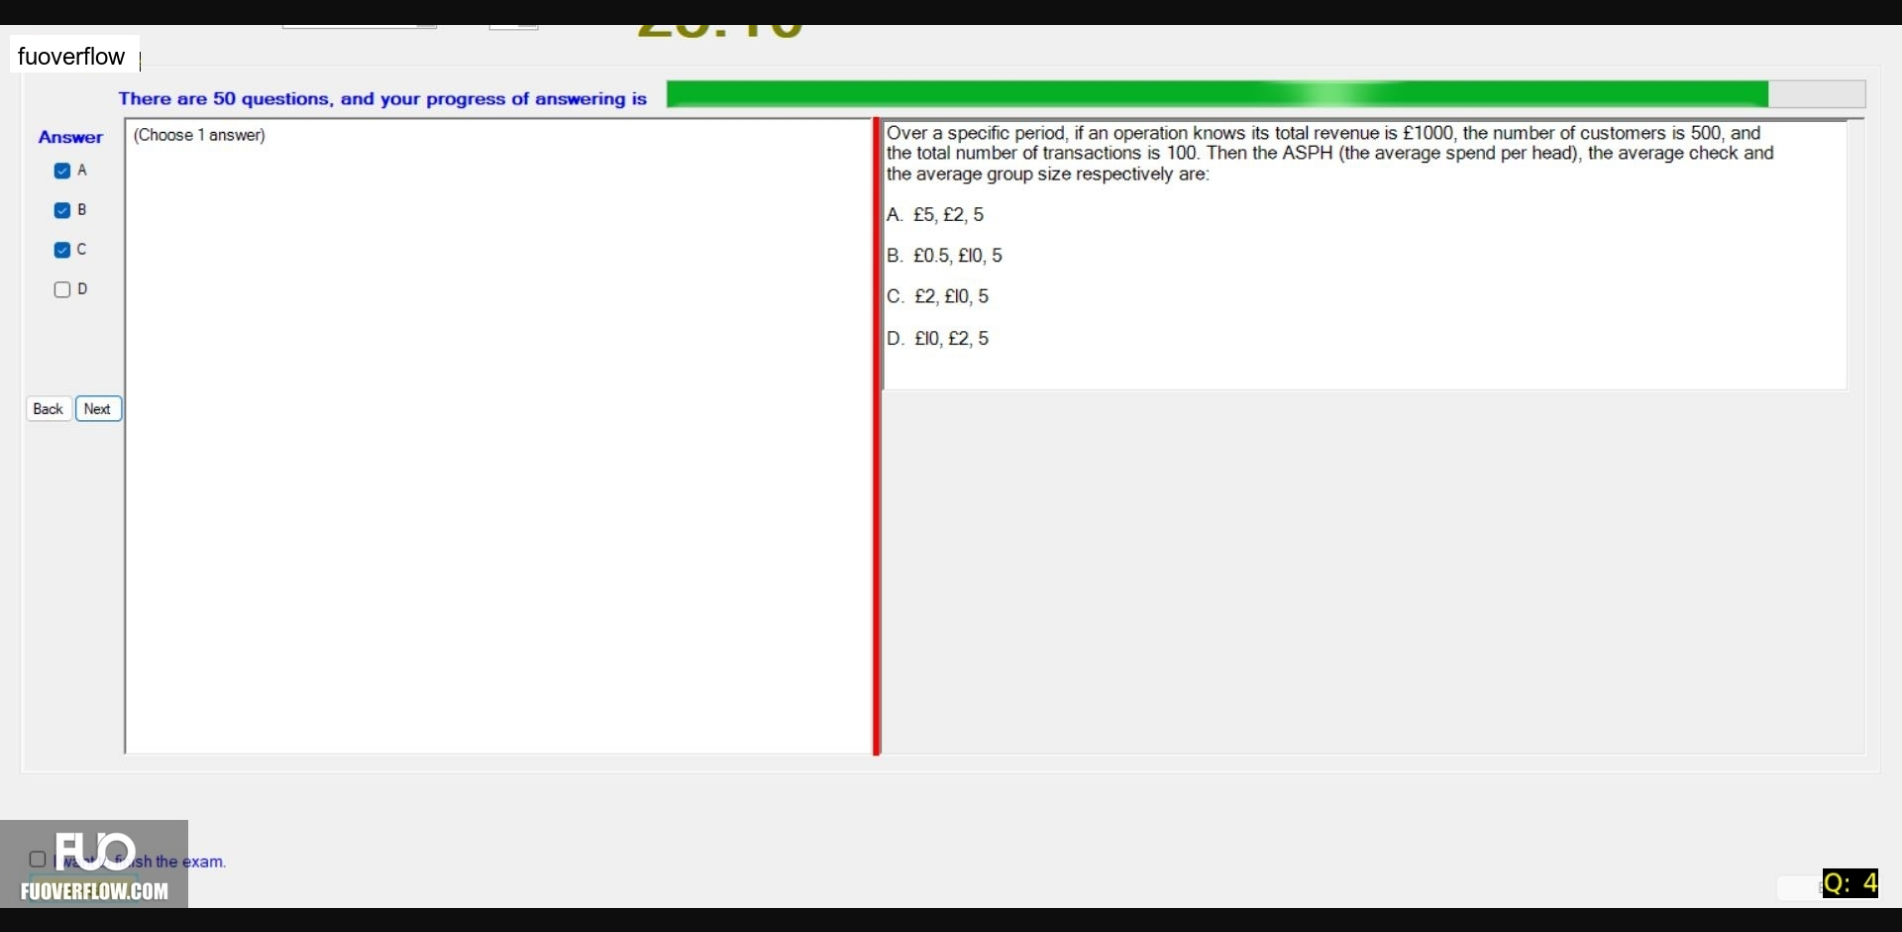 fuoverflow
There are 50 questions, and your progress of answering is
Answer
(Choose 1 answer)
A
B
C
D
Back Next
Over a specific period, if an operation knows its total revenue is £1000, the number of customers is 500, and
the total number of transactions is 100. Then the ASPH (the average spend per head), the average check and
the average group size respectively are:
A. £5, £2, 5
B. £0.5, £l0, 5
C. £2, £l0, 5
D. £l0, £2, 5
FUO
the exam.
FUOVERFLOW.COM
Q: 4